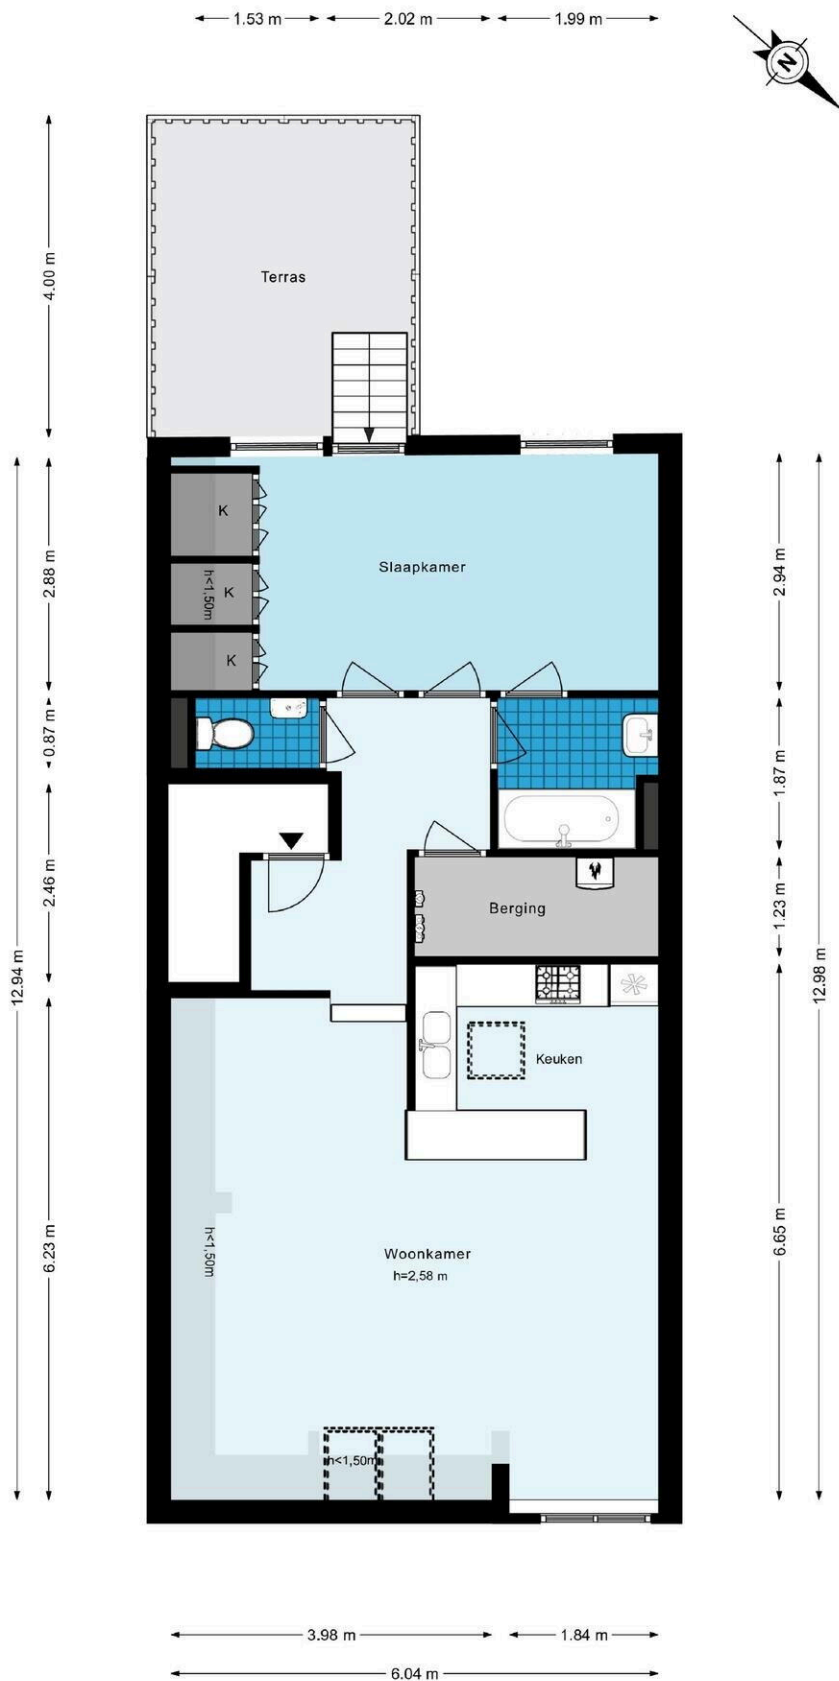 1.53 m
2.02 m
1.99 m
N
4.00 m
Terras
K
Slaapkamer
2.88 m
2.94 m
h<1,50m
K
K
0.87 m
1.87 m
2.46 m
1.23 m
Berging
12.94 m
12.98 m
Keuken
6.23 m
6.65 m
h<1,50m
Woonkamer
h=2,58 m
h<1,50m
3.98 m
1.84 m
6.04 m